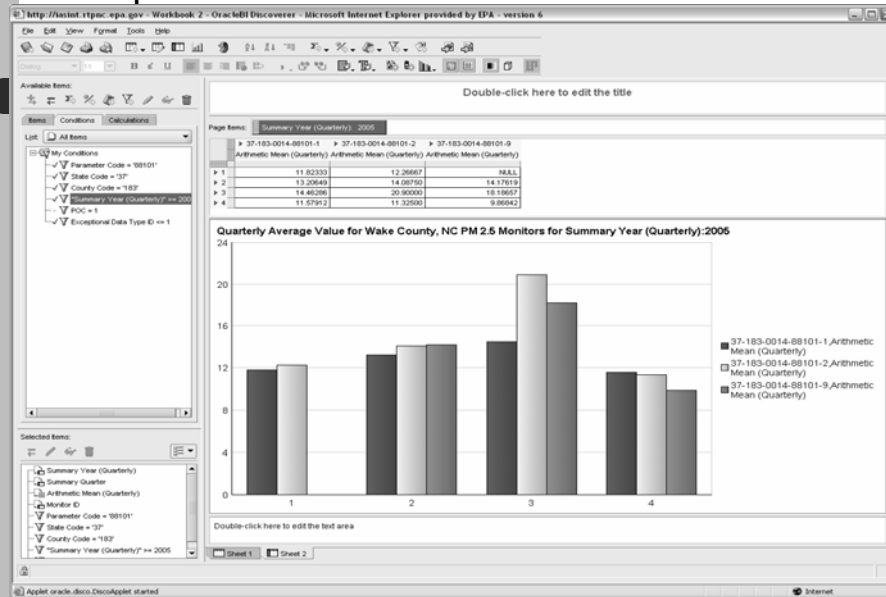 http://iasint.rtpnc.epa.gov - Workbook 2 - OracleBI Discoverer - Microsoft Internet Explorer provided by EPA - version 6
File Edit View Format Tools Help
Dialog 11 B U
Available Items:
Double-click here to edit the title
Items Conditions Calculations
Page Items: Summary Year (Quarterly): 2005
List: All Items
My Conditions
Parameter Code = '88101'
State Code = '37'
County Code = '183'
"Summary Year (Quarterly)" >= 200
POC = 1
Exceptional Data Type ID <= 1
37-183-0014-88101-1 37-183-0014-88101-2 37-183-0014-88101-9
Arithmetic Mean (Quarterly) Arithmetic Mean (Quarterly) Arithmetic Mean (Quarterly)
1 11.82333 12.26667 NULL
2 13.20649 14.08750 14.17619
3 14.46286 20.90000 18.18657
4 11.57912 11.32500 9.86842
Quarterly Average Value for Wake County, NC PM 2.5 Monitors for Summary Year (Quarterly):2005
24
20
16
12
8
4
0
1 2 3 4
37-183-0014-88101-1,Arithmetic
Mean (Quarterly)
37-183-0014-88101-2,Arithmetic
Mean (Quarterly)
37-183-0014-88101-9,Arithmetic
Mean (Quarterly)
Selected Items:
Summary Year (Quarterly)
Summary Quarter
Arithmetic Mean (Quarterly)
Monitor ID
Parameter Code = '88101'
State Code = '37'
County Code = '183'
"Summary Year (Quarterly)" >= 2005
Double-click here to edit the text area
Sheet 1 Sheet 2
Applet oracle.disco.DiscoApplet started
Internet